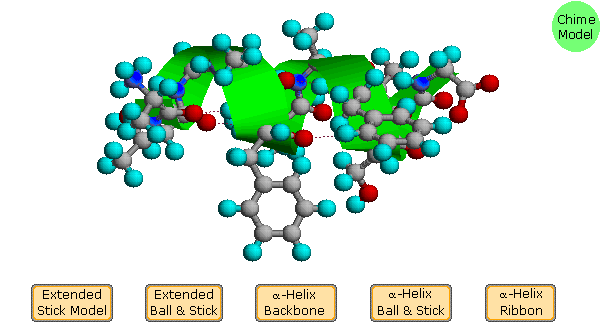 Chime
Model
Extended
Stick Model
Extended
Ball & Stick
α-Helix
Backbone
α-Helix
Ball & Stick
α-Helix
Ribbon